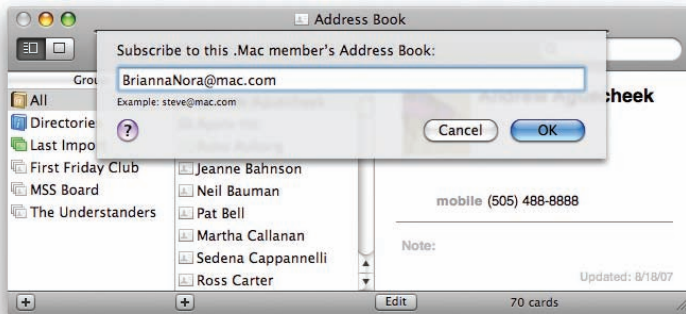 Address Book
Subscribe to this .Mac member's Address Book:
BriannaNora@mac.com
Example: steve@mac.com
?
Cancel
OK
Grou
All
Directorie
Last Impo
First Friday Club
MSS Board
The Understanders
Jeanne Bahnson
Neil Bauman
Pat Bell
Martha Callanan
Sedena Cappannelli
Ross Carter
cheek
mobile (505) 488-8888
Note:
Updated: 8/18/07
Edit
70 cards